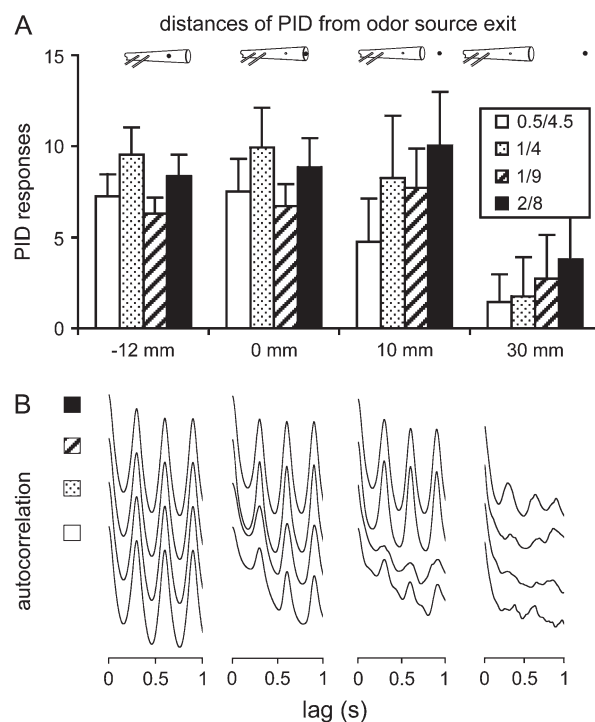 A
distances of PID from odor source exit
15
10
5
0
PID responses
0.5/4.5
1/4
1/9
2/8
-12 mm
0 mm
10 mm
30 mm
B
autocorrelation
0 0.5 1
0 0.5 1
0 0.5 1
0 0.5 1
lag (s)